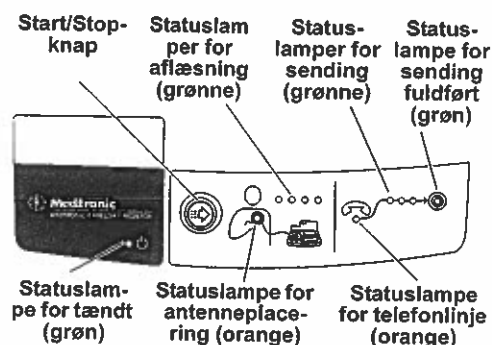 Start/Stop-
knap
Statuslam
per for
aflæsning
(grønne)
Status-
lamper for
sending
(grønne)
Status-
lampe for
sending
fuldført
(grøn)
Medtronic
Statuslam-
pe for tændt
(grøn)
Statuslampe for
antenneplace-
ring (orange)
Statuslampe
for telefonlinje
(orange)